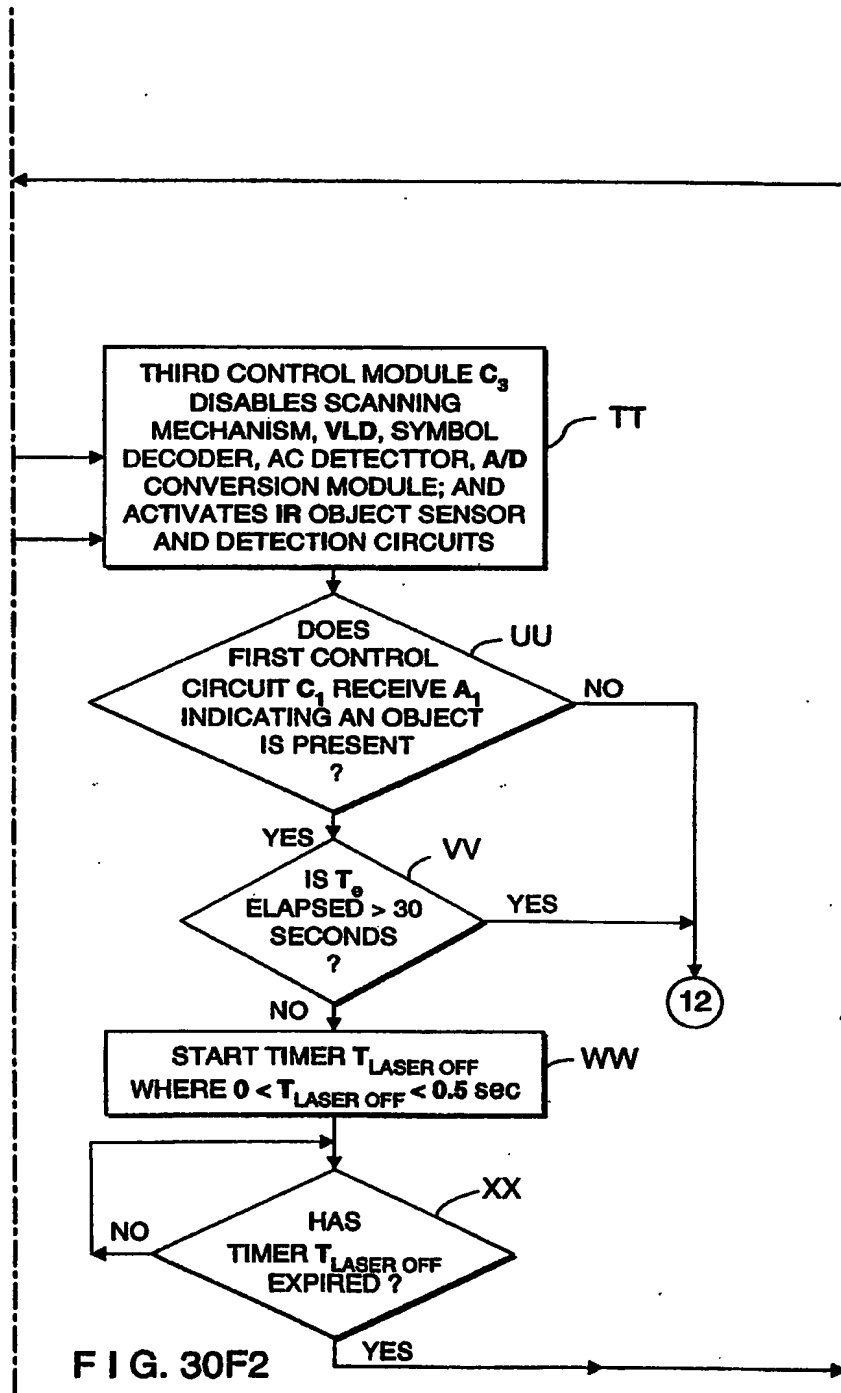 THIRD CONTROL MODULE C3
DISABLES SCANNING
MECHANISM, VLD, SYMBOL
DECODER, AC DETECTTOR, A/D
CONVERSION MODULE; AND
ACTIVATES IR OBJECT SENSOR
AND DETECTION CIRCUITS
TT
DOES
FIRST CONTROL
CIRCUIT C1 RECEIVE A1
INDICATING AN OBJECT
IS PRESENT
?
UU
NO
YES
IS Te
ELAPSED > 30
SECONDS
?
VV
YES
12
NO
START TIMER TLASER OFF
WHERE 0 < TLASER OFF < 0.5 sec
WW
HAS
TIMER TLASER OFF
EXPIRED ?
XX
NO
YES
FIG. 30F2